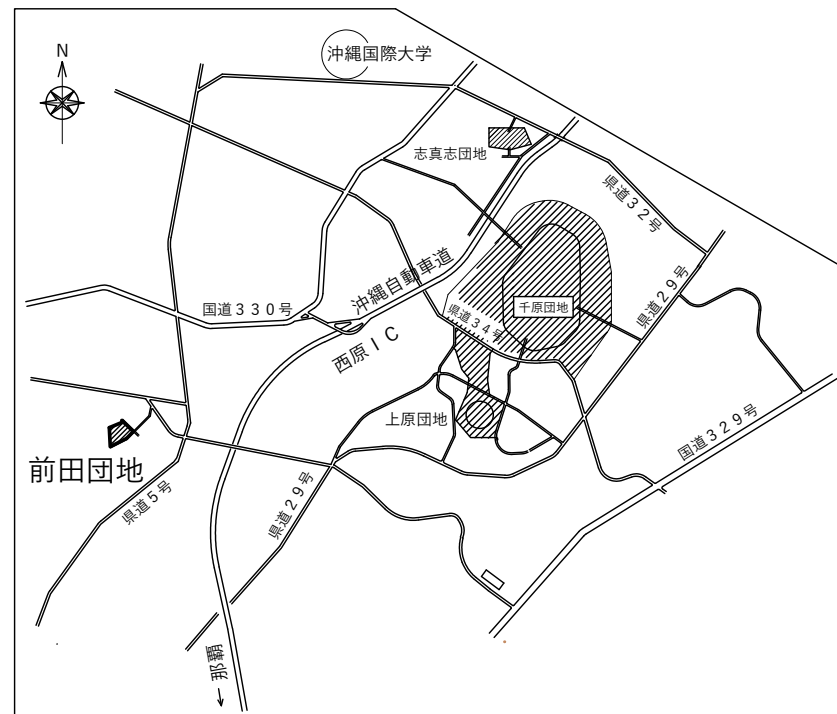 N
沖縄国際大学
志真志団地
県道３２号
沖縄自動車道
県道２９号
国道３３０号
千原団地
県道３４号
西原ＩＣ
上原団地
国道３２９号
前田団地
県道５号
県道２９号
← 那覇